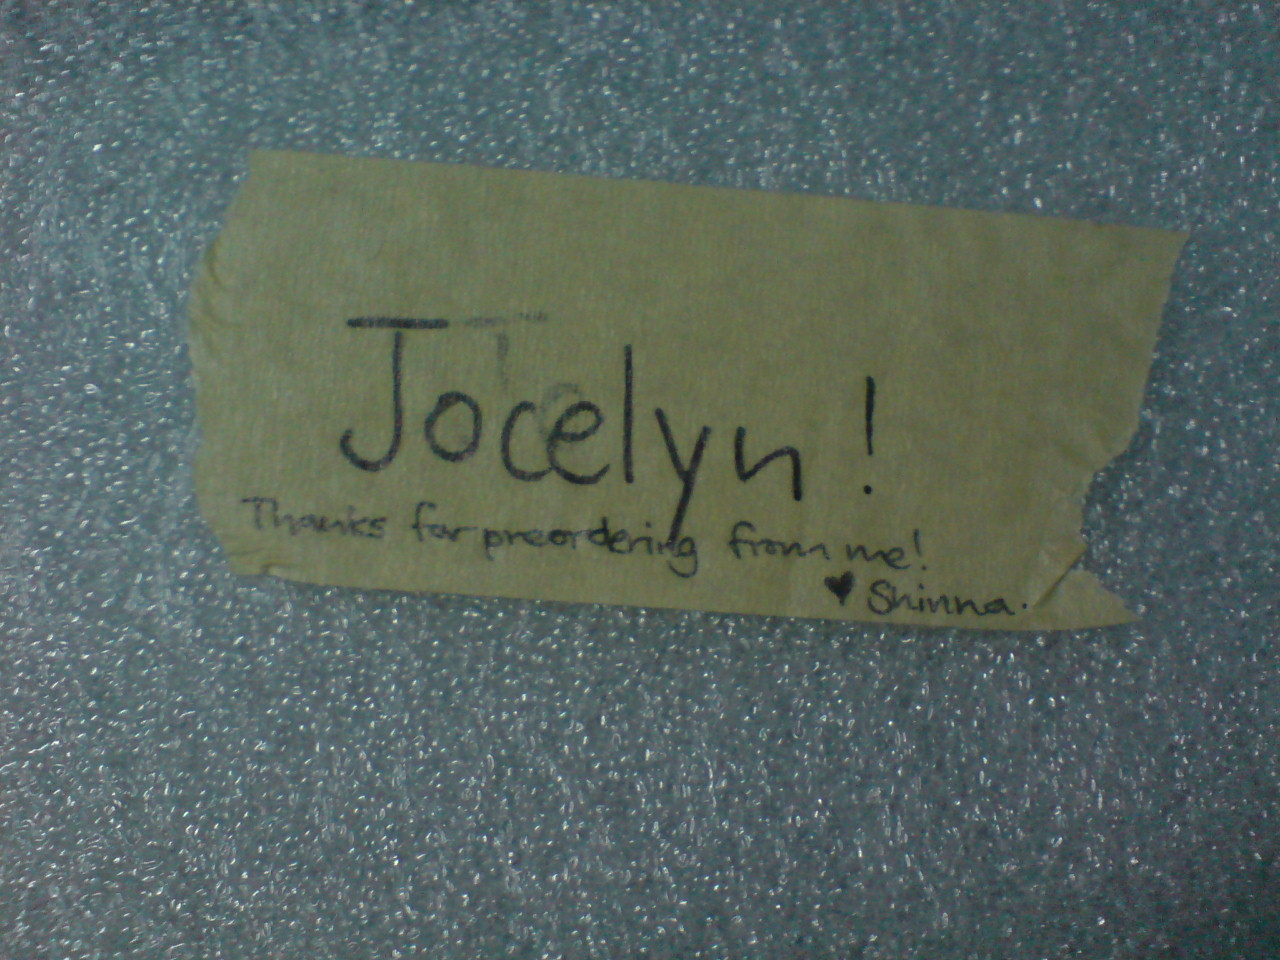 Jocelyn!
Thanks for preordering from me!
♥ Shinna.